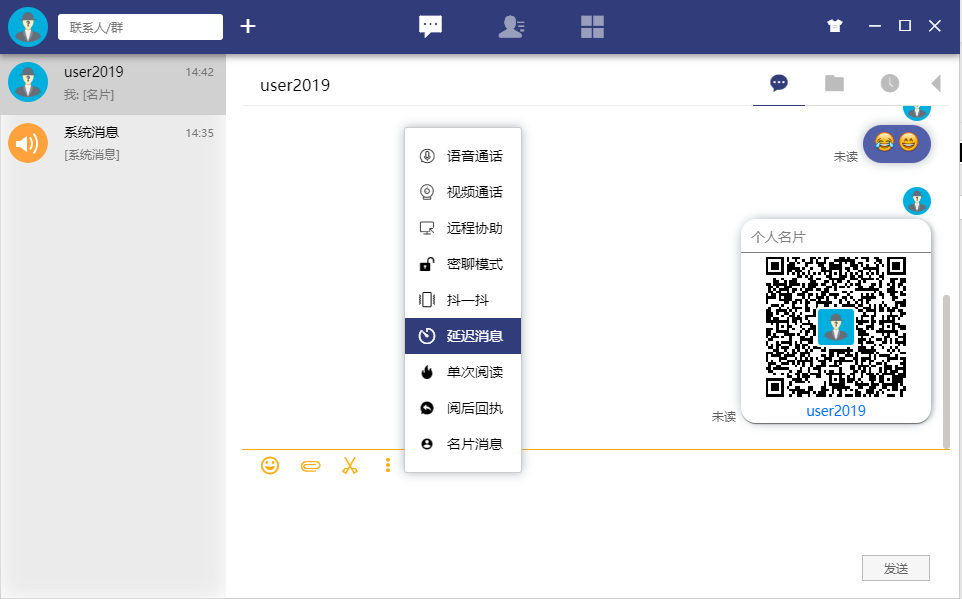 联系人/群
user2019 14:42
我: [名片]
系统消息 14:35
[系统消息]
user2019
未读
个人名片
user2019
未读
语音通话
视频通话
远程协助
密聊模式
抖一抖
延迟消息
单次阅读
阅后回执
名片消息
发送